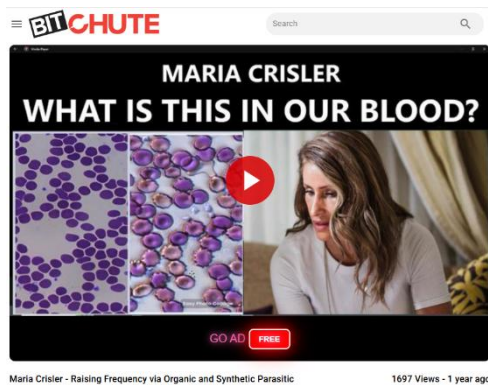 BITCHUTE
Search
MARIA CRISLER
WHAT IS THIS IN OUR BLOOD?
GO AD FREE
Maria Crisler - Raising Frequency via Organic and Synthetic Parasitic
1697 Views - 1 year ago